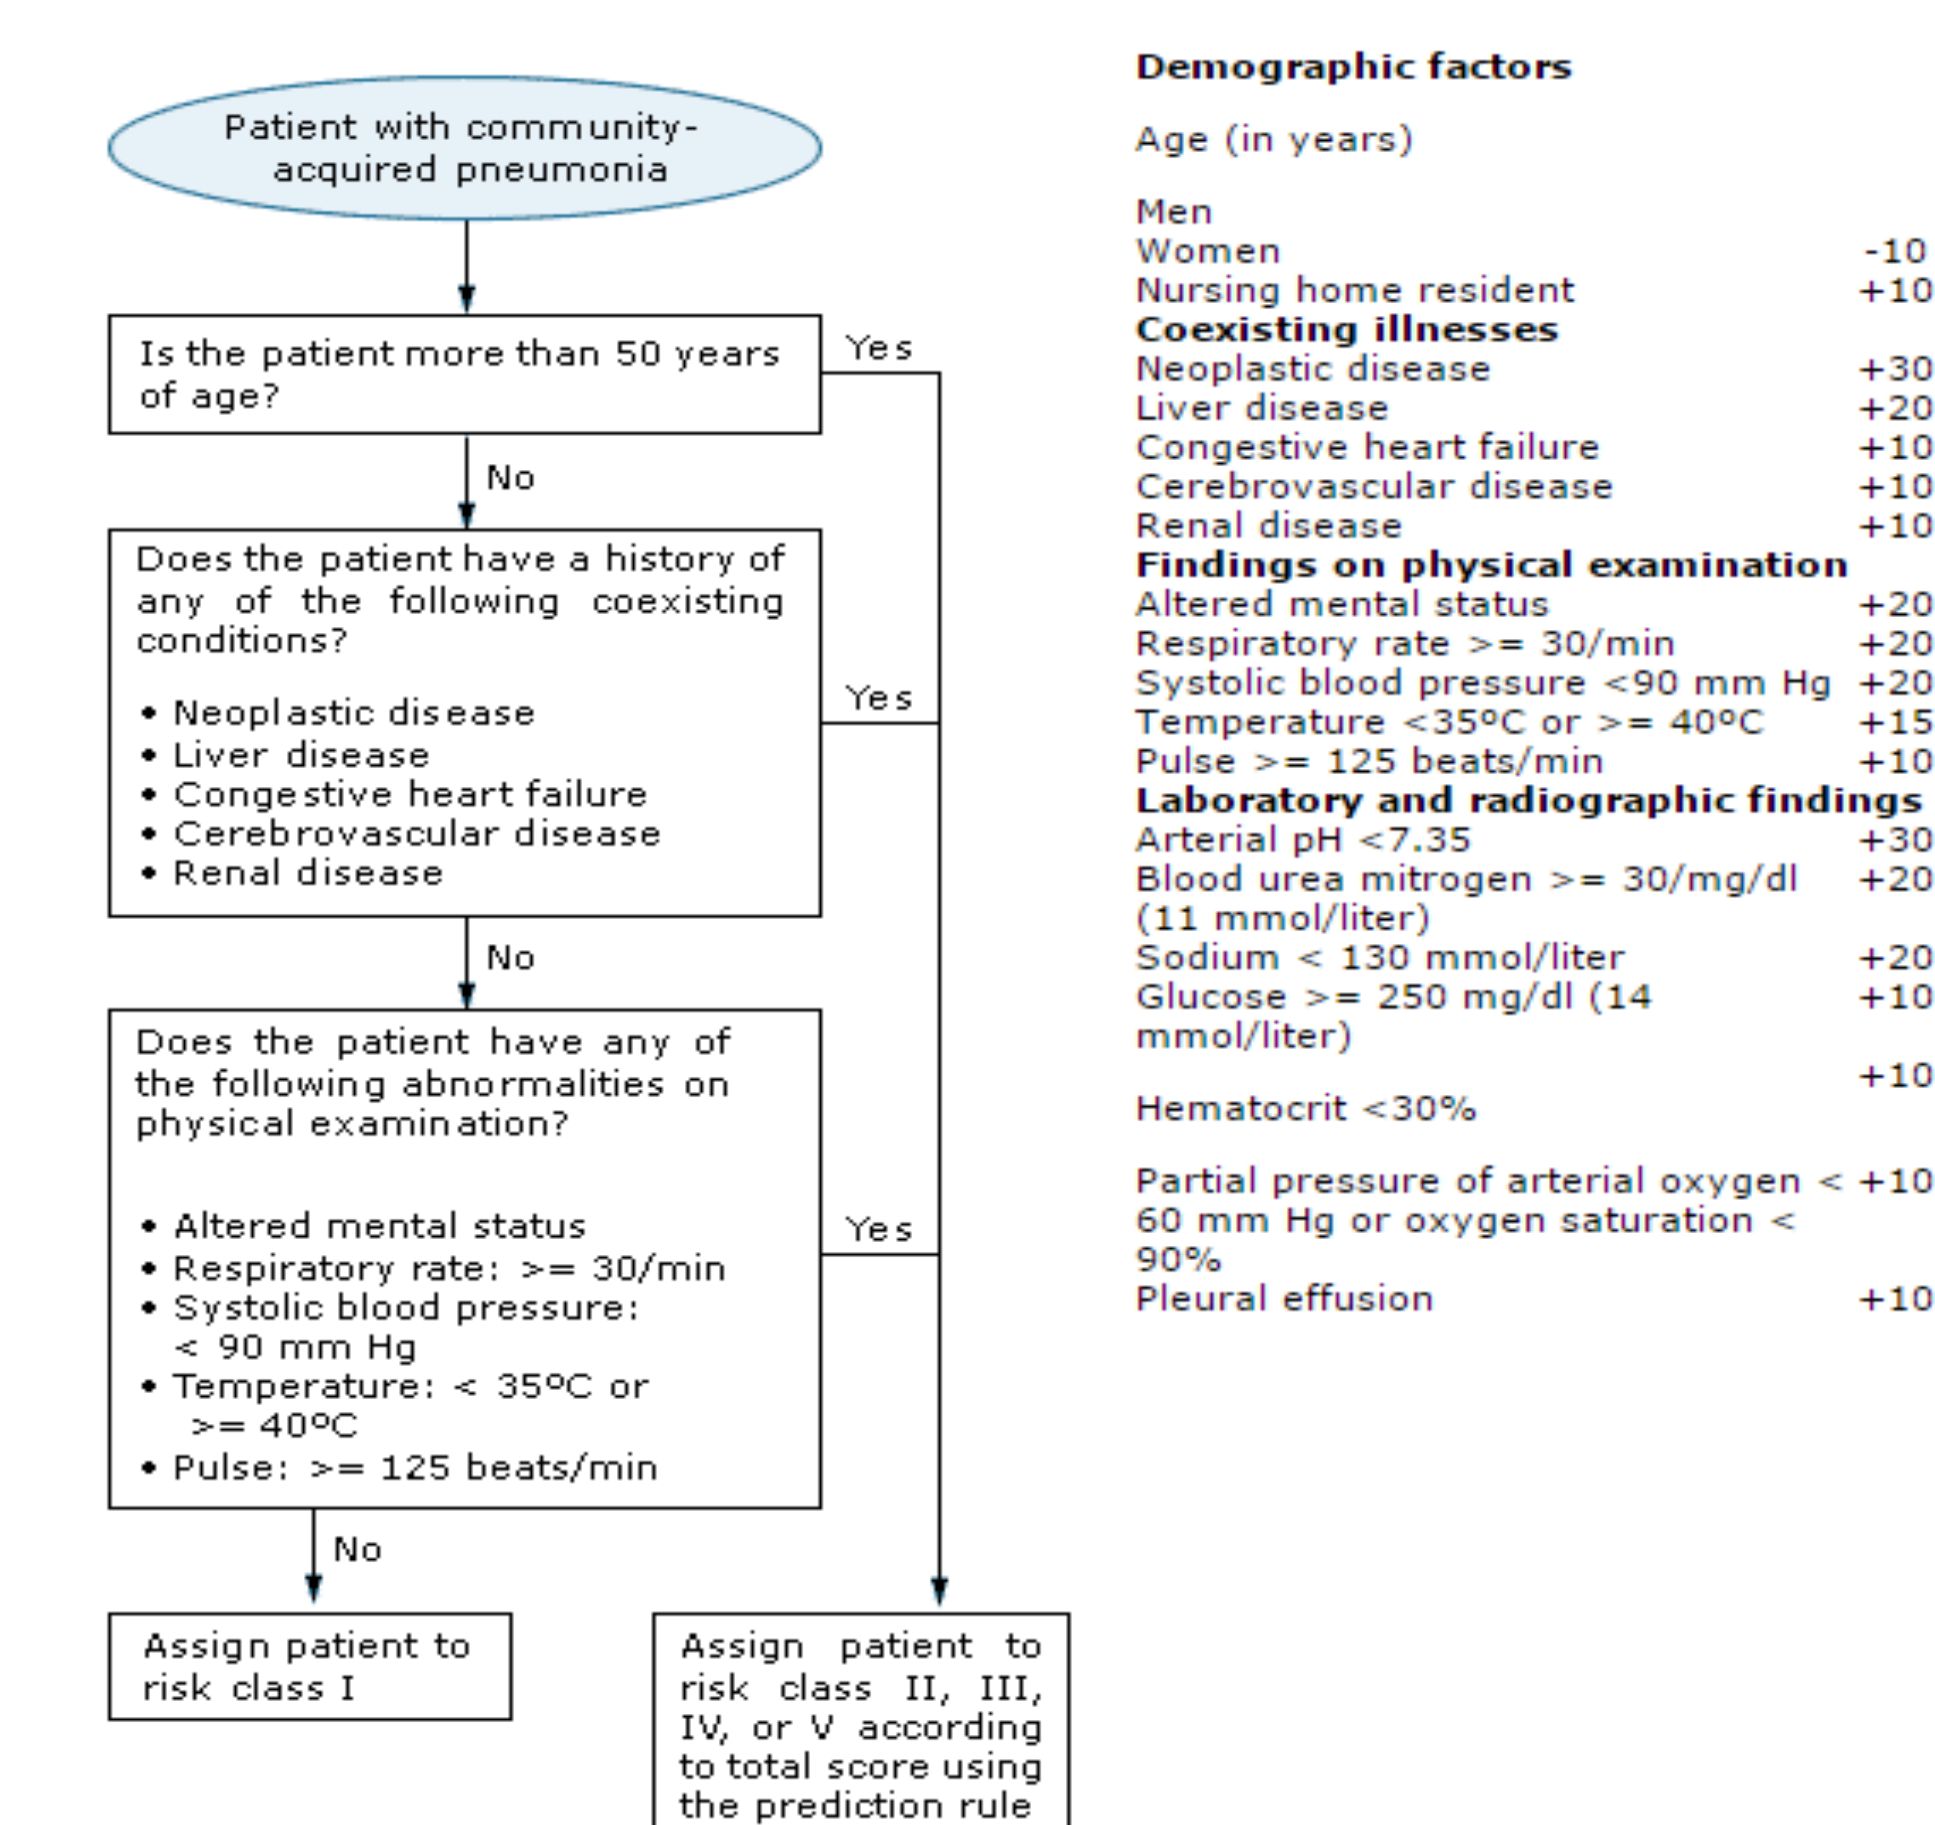 Patient with community-
acquired pneumonia
Is the patient more than 50 years
of age?
Yes
No
Does the patient have a history of
any of the following coexisting
conditions?
• Neoplastic disease
• Liver disease
• Congestive heart failure
• Cerebrovascular disease
• Renal disease
Yes
No
Does the patient have any of
the following abnormalities on
physical examination?
• Altered mental status
• Respiratory rate: >= 30/min
• Systolic blood pressure:
< 90 mm Hg
• Temperature: < 35ºC or
>= 40ºC
• Pulse: >= 125 beats/min
Yes
No
Assign patient to
risk class I
Assign patient to
risk class II, III,
IV, or V according
to total score using
the prediction rule
Demographic factors
Age (in years)
Men
Women -10
Nursing home resident +10
Coexisting illnesses
Neoplastic disease +30
Liver disease +20
Congestive heart failure +10
Cerebrovascular disease +10
Renal disease +10
Findings on physical examination
Altered mental status +20
Respiratory rate >= 30/min +20
Systolic blood pressure <90 mm Hg +20
Temperature <35ºC or >= 40ºC +15
Pulse >= 125 beats/min +10
Laboratory and radiographic findings
Arterial pH <7.35 +30
Blood urea mitrogen >= 30/mg/dl +20
(11 mmol/liter)
Sodium < 130 mmol/liter +20
Glucose >= 250 mg/dl (14 +10
mmol/liter)
+10
Hematocrit <30%
Partial pressure of arterial oxygen < +10
60 mm Hg or oxygen saturation <
90%
Pleural effusion +10